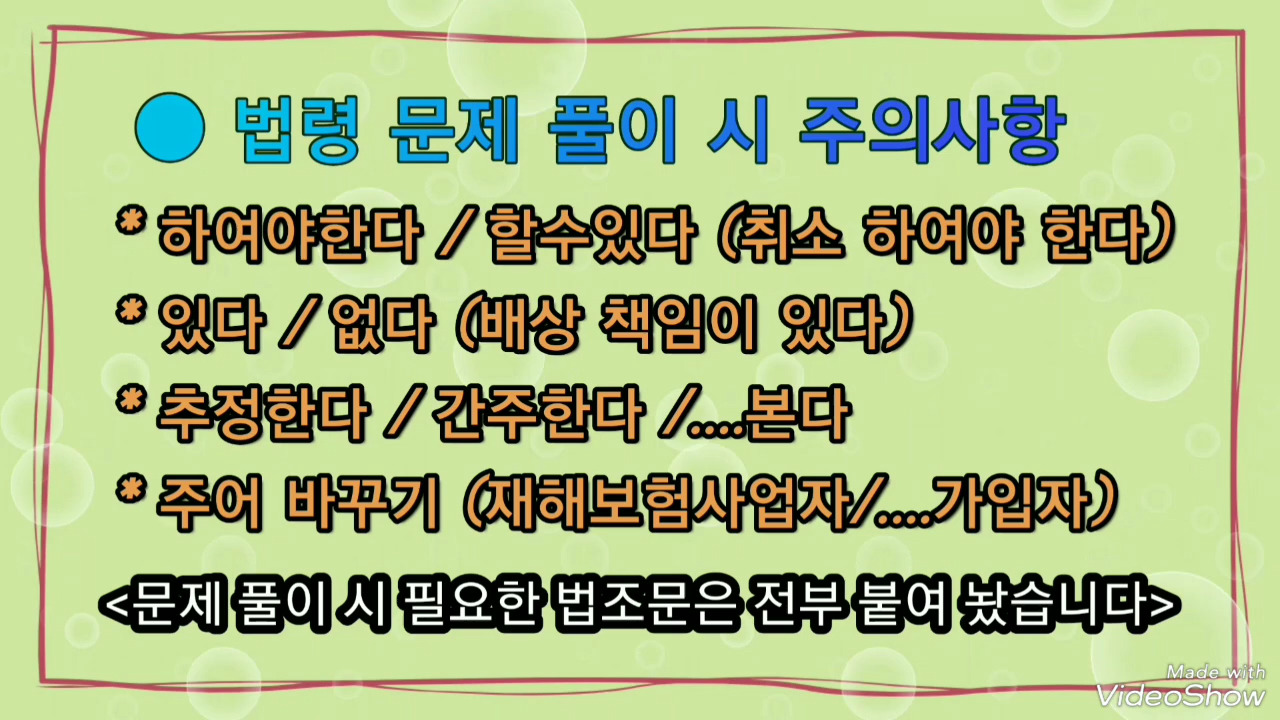 ● 법령 문제 풀이 시 주의사항
* 하여야한다 / 할수있다 (취소 하여야 한다)
* 있다 / 없다 (배상 책임이 있다)
* 추정한다 / 간주한다 /....본다
* 주어 바꾸기 (재해보험사업자/....가입자)
<문제 풀이 시 필요한 법조문은 전부 붙여 놨습니다>
Made with
VideoShow